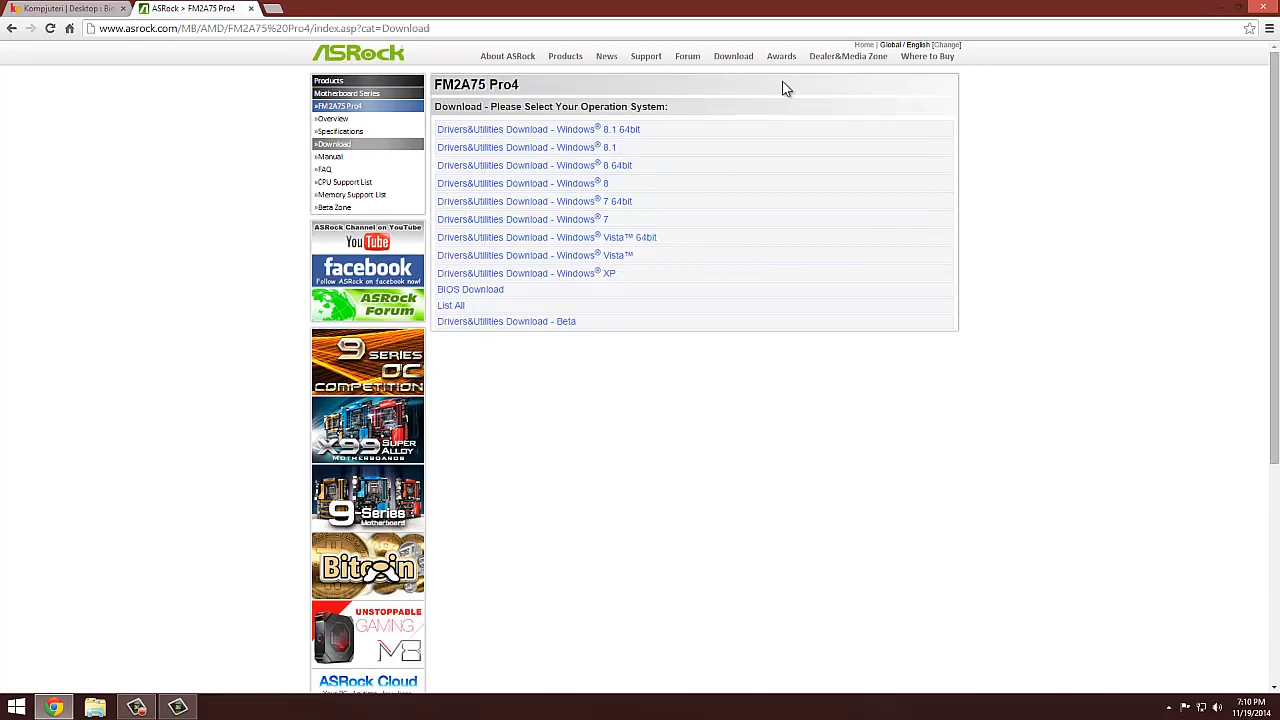 Kompjuteri | Desktop : Bi
ASRock > FM2A75 Pro4
www.asrock.com/MB/AMD/FM2A75%20Pro4/index.asp?cat=Download
Home | Global / English [Change]
ASRock
About ASRock Products News Support Forum Download Awards Dealer&Media Zone Where to Buy
Products
Motherboard Series
»FM2A75 Pro4
»Overview
»Specifications
»Download
»Manual
»FAQ
»CPU Support List
»Memory Support List
»Beta Zone
FM2A75 Pro4
Download - Please Select Your Operation System:
Drivers&Utilities Download - Windows® 8.1 64bit
Drivers&Utilities Download - Windows® 8.1
Drivers&Utilities Download - Windows® 8 64bit
Drivers&Utilities Download - Windows® 8
Drivers&Utilities Download - Windows® 7 64bit
Drivers&Utilities Download - Windows® 7
Drivers&Utilities Download - Windows® Vista™ 64bit
Drivers&Utilities Download - Windows® Vista™
Drivers&Utilities Download - Windows® XP
BIOS Download
List All
Drivers&Utilities Download - Beta
ASRock Channel on YouTube
YouTube
facebook
Follow ASRock on facebook now!
ASRock
Forum
9 SERIES
OC
COMPETITION
X99 SUPER
ALLOY
MOTHERBOARDS
9-Series
Motherboard
Bitcoin
UNSTOPPABLE
GAMING
M8
ASRock Cloud
7:10 PM
11/19/2014